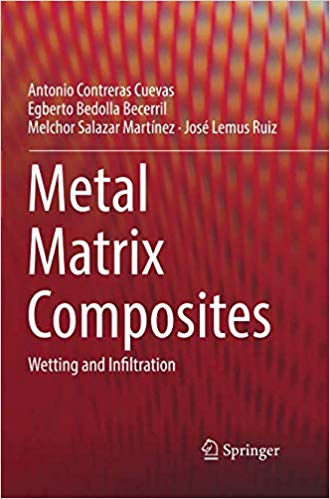 Antonio Contreras Cuevas
Egberto Bedolla Becerril
Melchor Salazar Martínez · José Lemus Ruiz
Metal
Matrix
Composites
Wetting and Infiltration
Springer